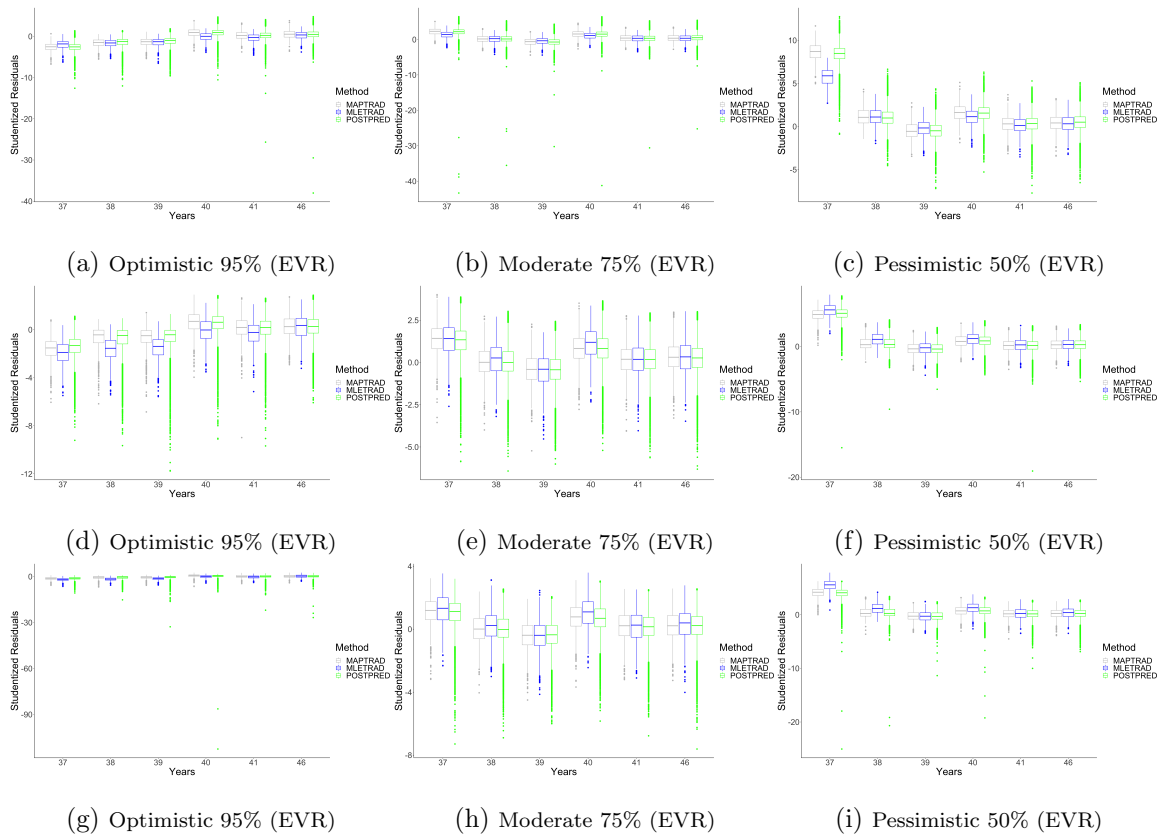 Studentized Residuals
0
-10
-20
-30
-40
37 38 39 40 41 46
Years
Method
MAPTRAD
MLETRAD
POSTPRED
(a) Optimistic 95% (EVR)
Studentized Residuals
0
-20
-40
37 38 39 40 41 46
Years
Method
MAPTRAD
MLETRAD
POSTPRED
(b) Moderate 75% (EVR)
Studentized Residuals
10
5
0
-5
37 38 39 40 41 46
Years
Method
MAPTRAD
MLETRAD
POSTPRED
(c) Pessimistic 50% (EVR)
Studentized Residuals
0
-4
-8
-12
37 38 39 40 41 46
Years
Method
MAPTRAD
MLETRAD
POSTPRED
(d) Optimistic 95% (EVR)
Studentized Residuals
2.5
0.0
-2.5
-5.0
37 38 39 40 41 46
Years
Method
MAPTRAD
MLETRAD
POSTPRED
(e) Moderate 75% (EVR)
Studentized Residuals
0
-10
-20
37 38 39 40 41 46
Years
Method
MAPTRAD
MLETRAD
POSTPRED
(f) Pessimistic 50% (EVR)
Studentized Residuals
0
-30
-60
-90
37 38 39 40 41 46
Years
Method
MAPTRAD
MLETRAD
POSTPRED
(g) Optimistic 95% (EVR)
Studentized Residuals
4
0
-4
-8
37 38 39 40 41 46
Years
Method
MAPTRAD
MLETRAD
POSTPRED
(h) Moderate 75% (EVR)
Studentized Residuals
0
-10
-20
37 38 39 40 41 46
Years
Method
MAPTRAD
MLETRAD
POSTPRED
(i) Pessimistic 50% (EVR)